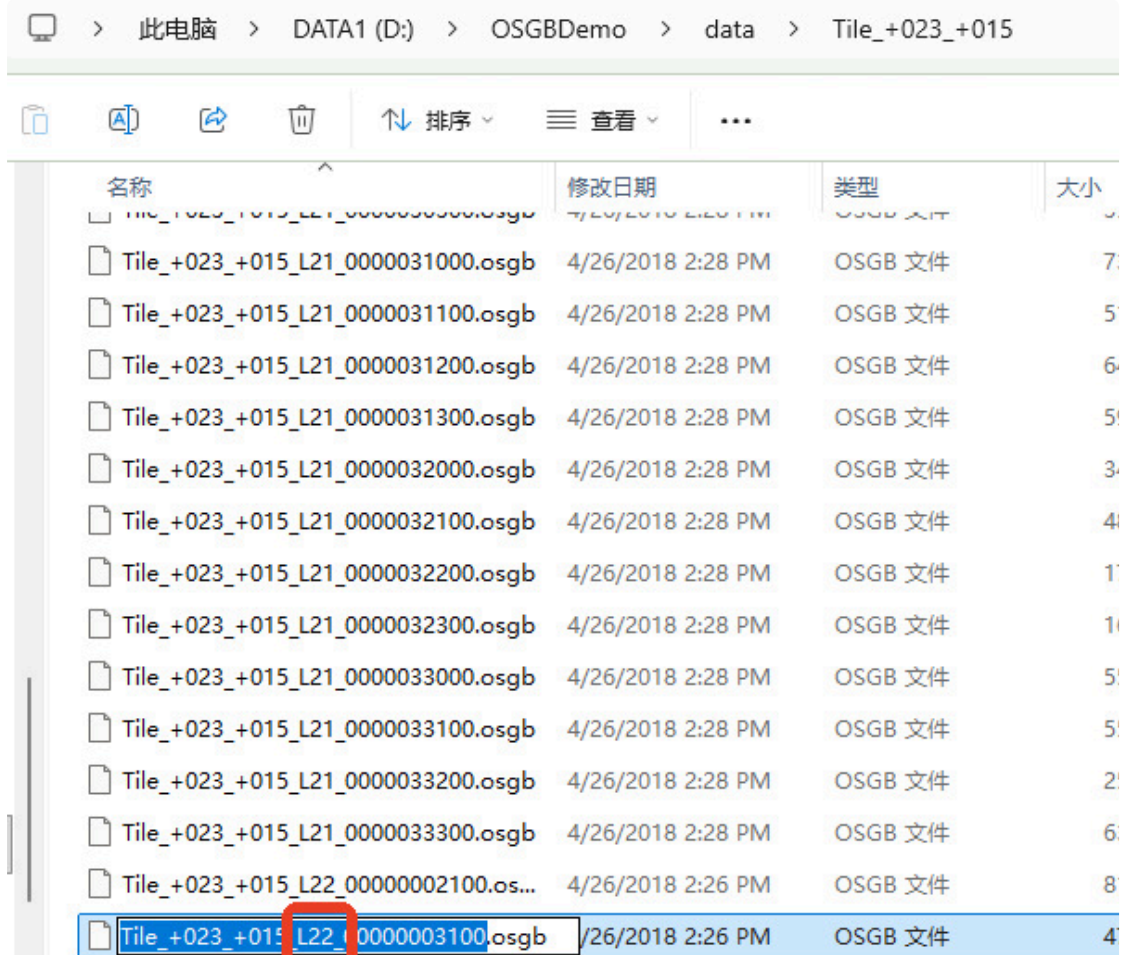 此电脑 > DATA1 (D:) > OSGBDemo > data > Tile_+023_+015
排序 查看 ...
名称 修改日期 类型 大小
Tile_+023_+015_L21_0000031000.osgb 4/26/2018 2:28 PM OSGB 文件
Tile_+023_+015_L21_0000031100.osgb 4/26/2018 2:28 PM OSGB 文件
Tile_+023_+015_L21_0000031200.osgb 4/26/2018 2:28 PM OSGB 文件
Tile_+023_+015_L21_0000031300.osgb 4/26/2018 2:28 PM OSGB 文件
Tile_+023_+015_L21_0000032000.osgb 4/26/2018 2:28 PM OSGB 文件
Tile_+023_+015_L21_0000032100.osgb 4/26/2018 2:28 PM OSGB 文件
Tile_+023_+015_L21_0000032200.osgb 4/26/2018 2:28 PM OSGB 文件
Tile_+023_+015_L21_0000032300.osgb 4/26/2018 2:28 PM OSGB 文件
Tile_+023_+015_L21_0000033000.osgb 4/26/2018 2:28 PM OSGB 文件
Tile_+023_+015_L21_0000033100.osgb 4/26/2018 2:28 PM OSGB 文件
Tile_+023_+015_L21_0000033200.osgb 4/26/2018 2:28 PM OSGB 文件
Tile_+023_+015_L21_0000033300.osgb 4/26/2018 2:28 PM OSGB 文件
Tile_+023_+015_L22_00000002100.os... 4/26/2018 2:26 PM OSGB 文件
Tile_+023_+015_L22_00000003100.osgb /26/2018 2:26 PM OSGB 文件